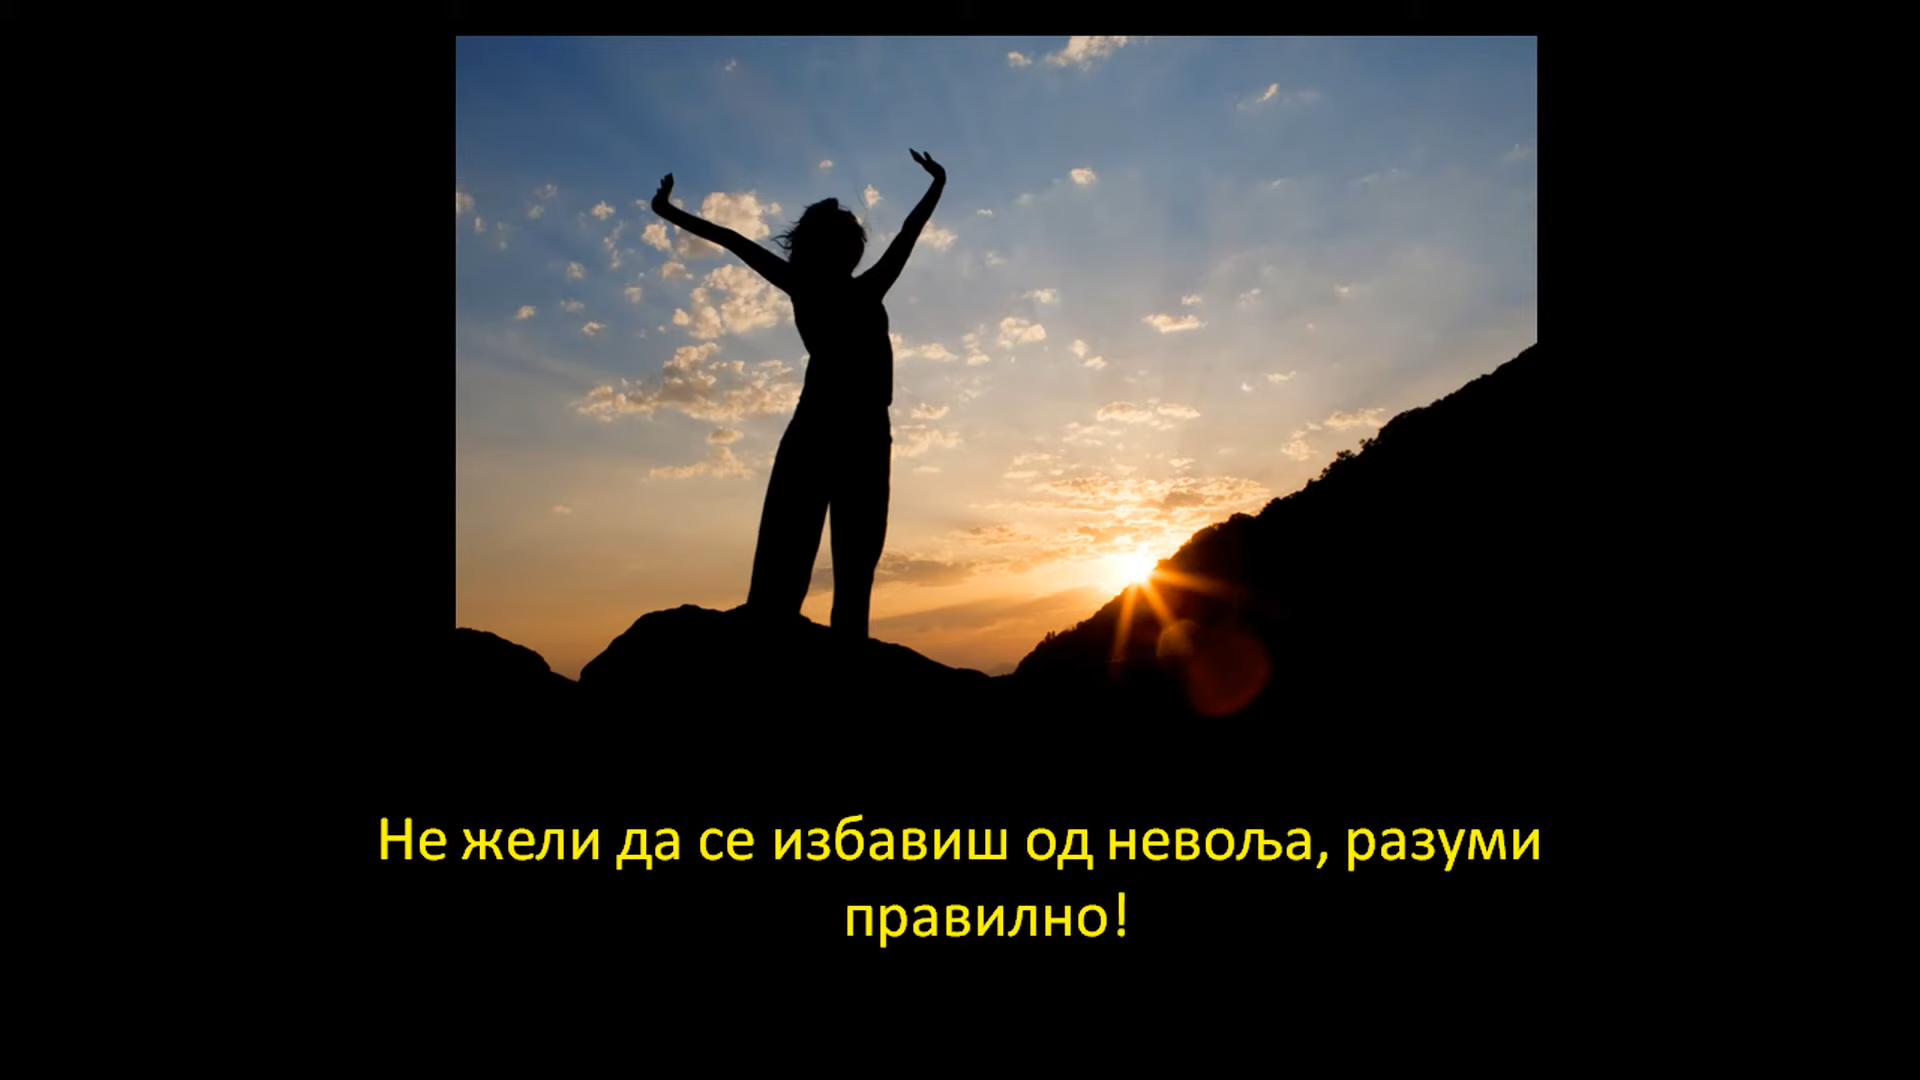 Не жели да се избавиш од невоља, разуми
правилно!